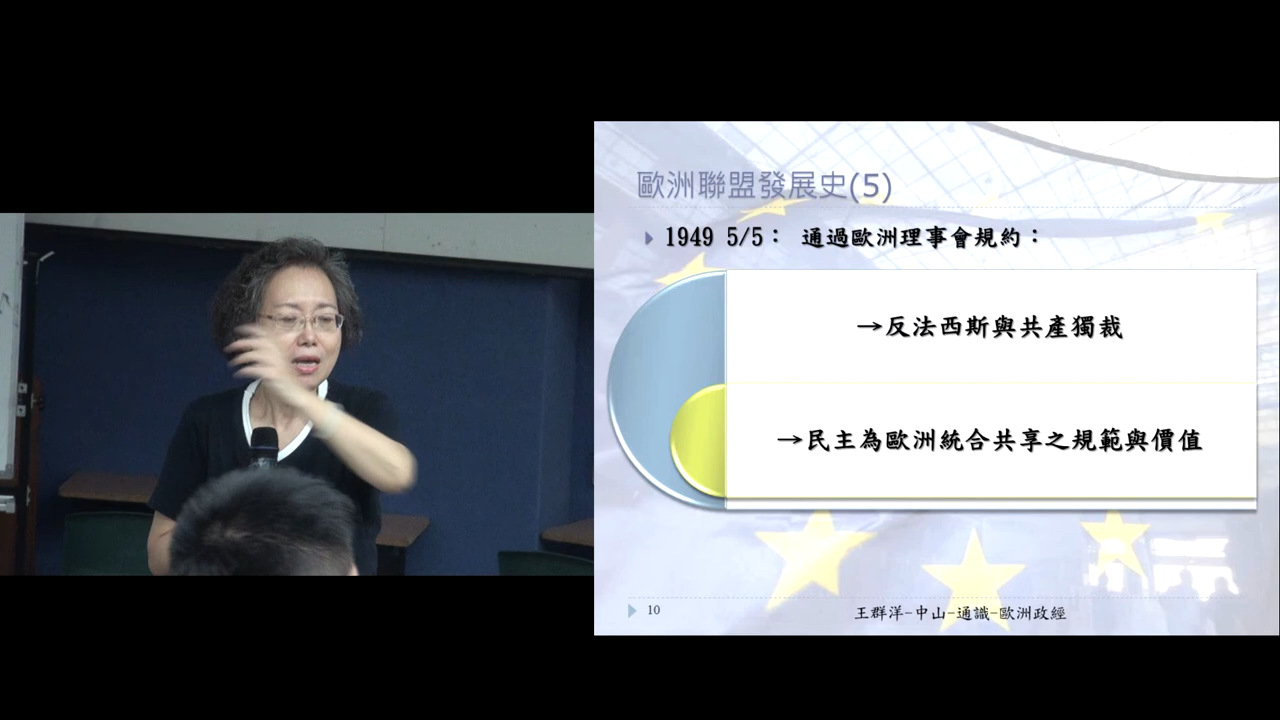 歐洲聯盟發展史(5)
1949 5/5： 通過歐洲理事會規約：
→反法西斯與共產獨裁
→民主為歐洲統合共享之規範與價值
10
王群洋-中山-通識-歐洲政經